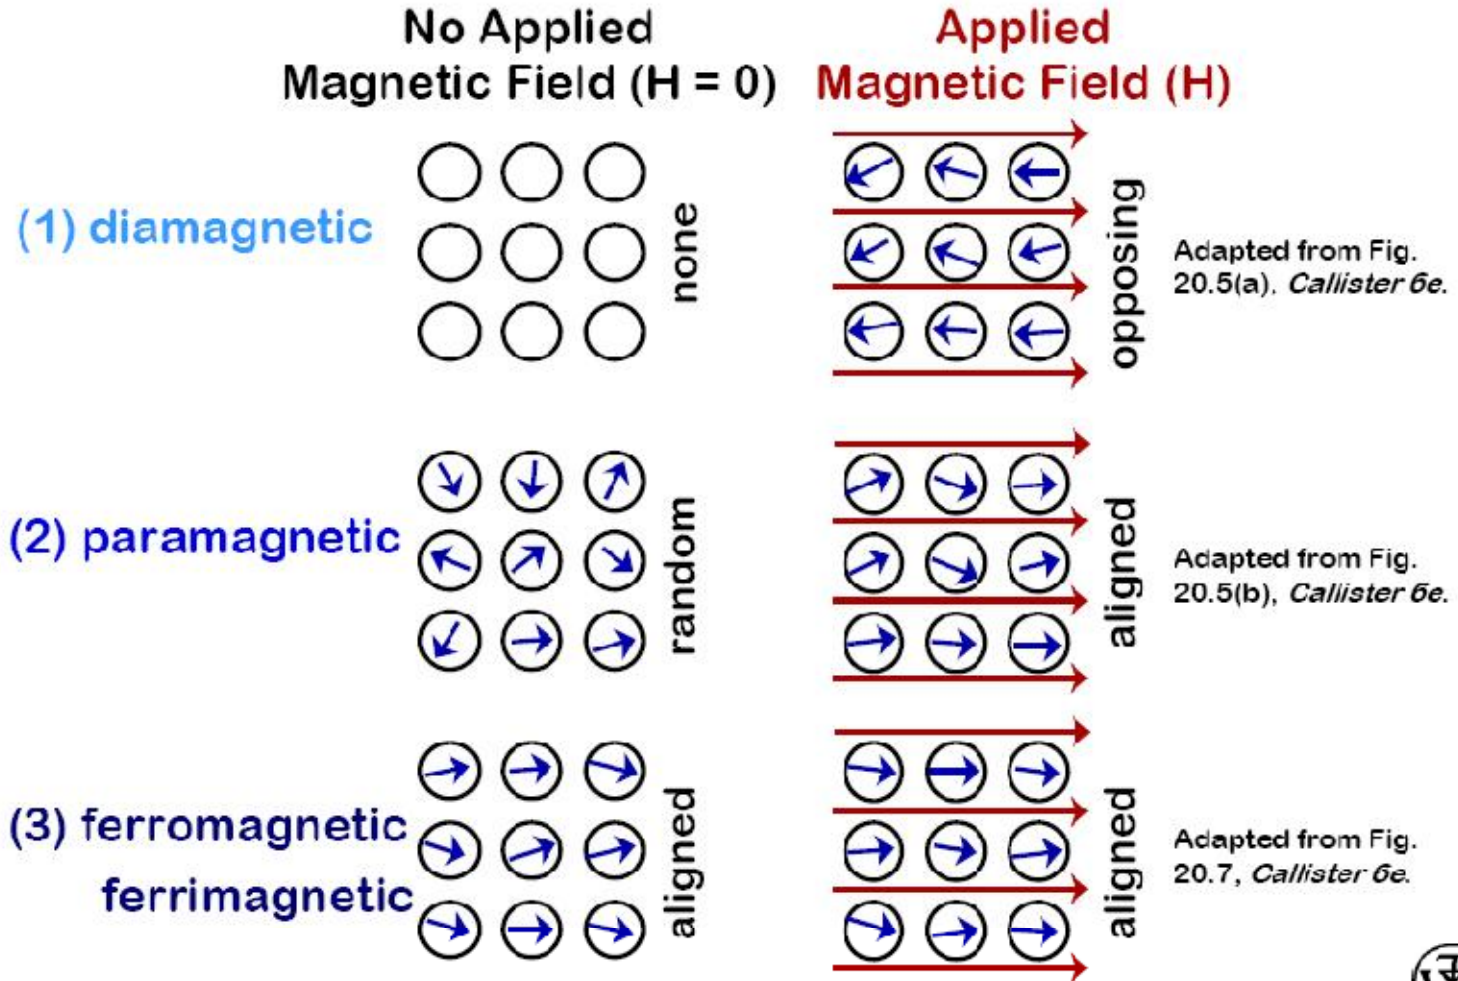 No Applied
Magnetic Field (H = 0)
Applied
Magnetic Field (H)
(1) diamagnetic
none
opposing
Adapted from Fig.
20.5(a), Callister 6e.
(2) paramagnetic
random
aligned
Adapted from Fig.
20.5(b), Callister 6e.
(3) ferromagnetic
ferrimagnetic
aligned
aligned
Adapted from Fig.
20.7, Callister 6e.